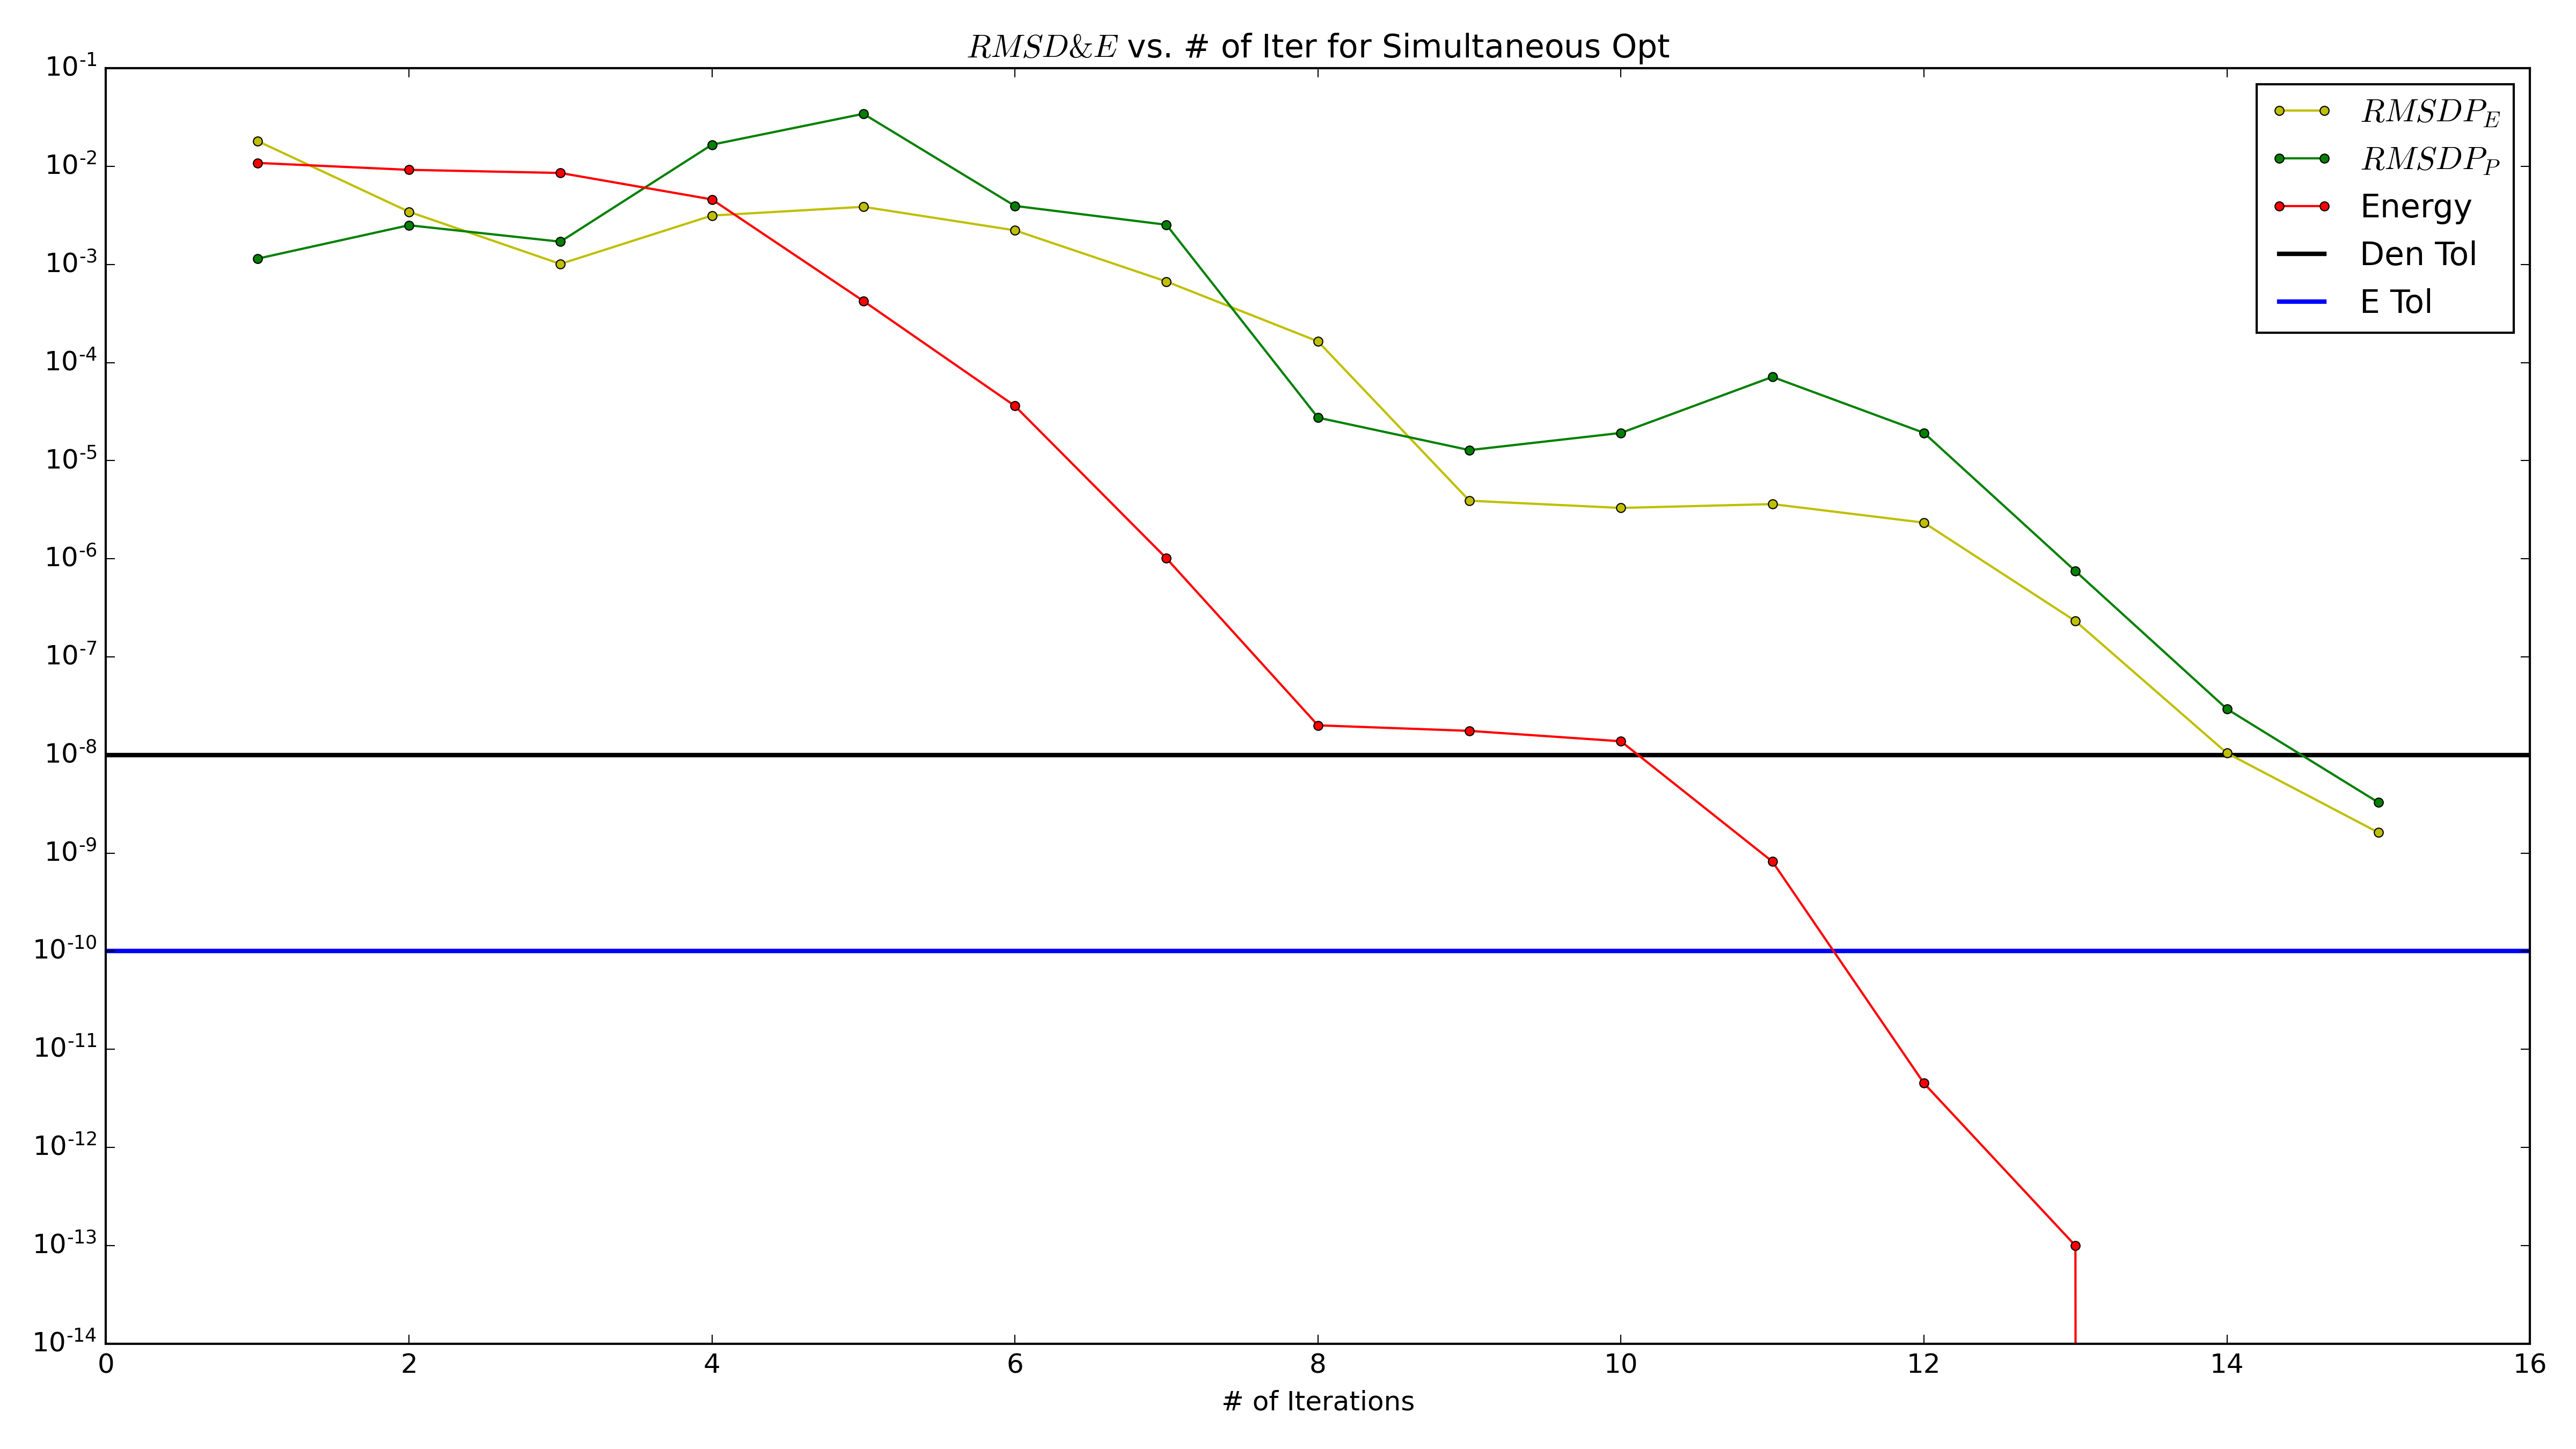 RMSD&E vs. # of Iter for Simultaneous Opt
10^-1
10^-2
10^-3
10^-4
10^-5
10^-6
10^-7
10^-8
10^-9
10^-10
10^-11
10^-12
10^-13
10^-14
RMSDP_E
RMSDP_P
Energy
Den Tol
E Tol
0 2 4 6 8 10 12 14 16
# of Iterations